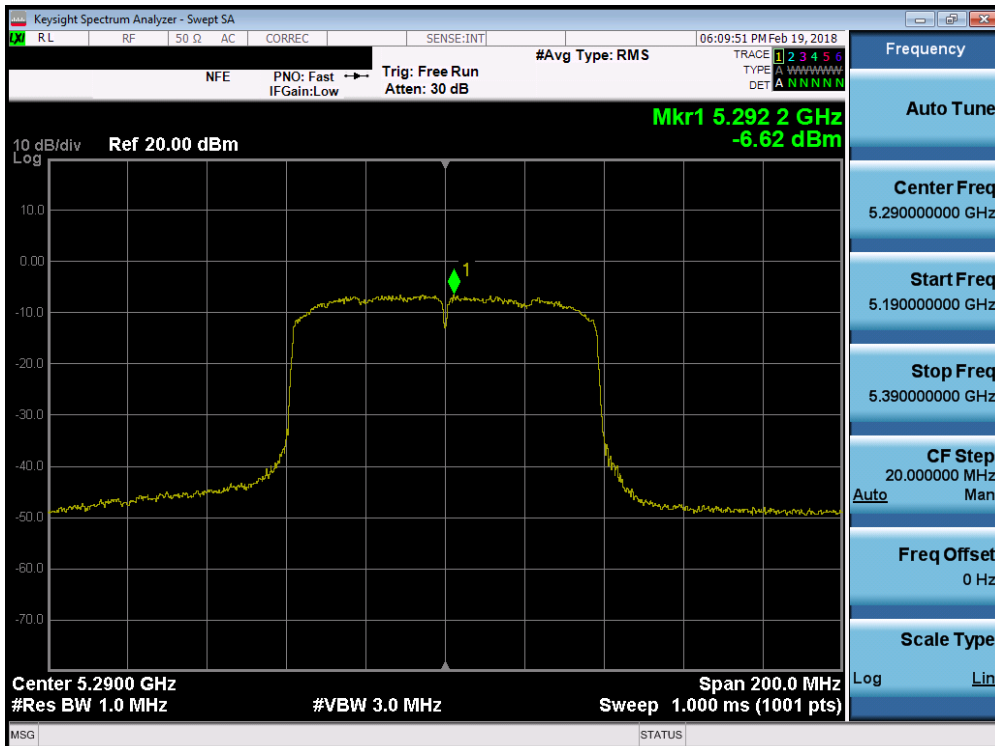 Keysight Spectrum Analyzer - Swept SA
LXI RL RF 50 Ω AC CORREC SENSE:INT 06:09:51 PM Feb 19, 2018
Frequency
NFE
PNO: Fast
IFGain:Low
Trig: Free Run
Atten: 30 dB
#Avg Type: RMS
TRACE 1 2 3 4 5 6
TYPE A W W W W W
DET A N N N N N
Mkr1 5.292 2 GHz
-6.62 dBm
10 dB/div
Log
Ref 20.00 dBm
10.0
0.00
-10.0
-20.0
-30.0
-40.0
-50.0
-60.0
-70.0
1
Center 5.2900 GHz
#Res BW 1.0 MHz
#VBW 3.0 MHz
Span 200.0 MHz
Sweep 1.000 ms (1001 pts)
Auto Tune
Center Freq
5.290000000 GHz
Start Freq
5.190000000 GHz
Stop Freq
5.390000000 GHz
CF Step
20.000000 MHz
Auto Man
Freq Offset
0 Hz
Scale Type
Log Lin
MSG STATUS